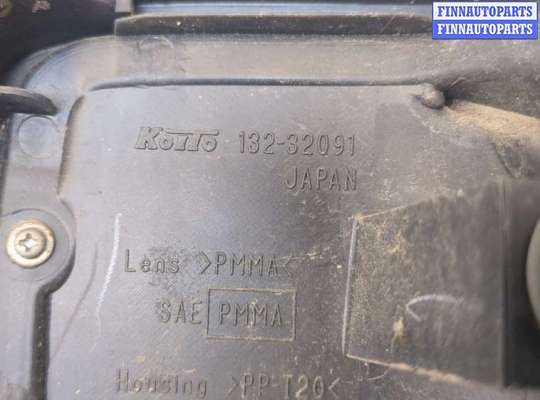 FINNAUTOPARTS
FINNAUTOPARTS
KOITO 132-32091
JAPAN
Lens >PMMA<
SAE PMMA
Housing >PP-T20<